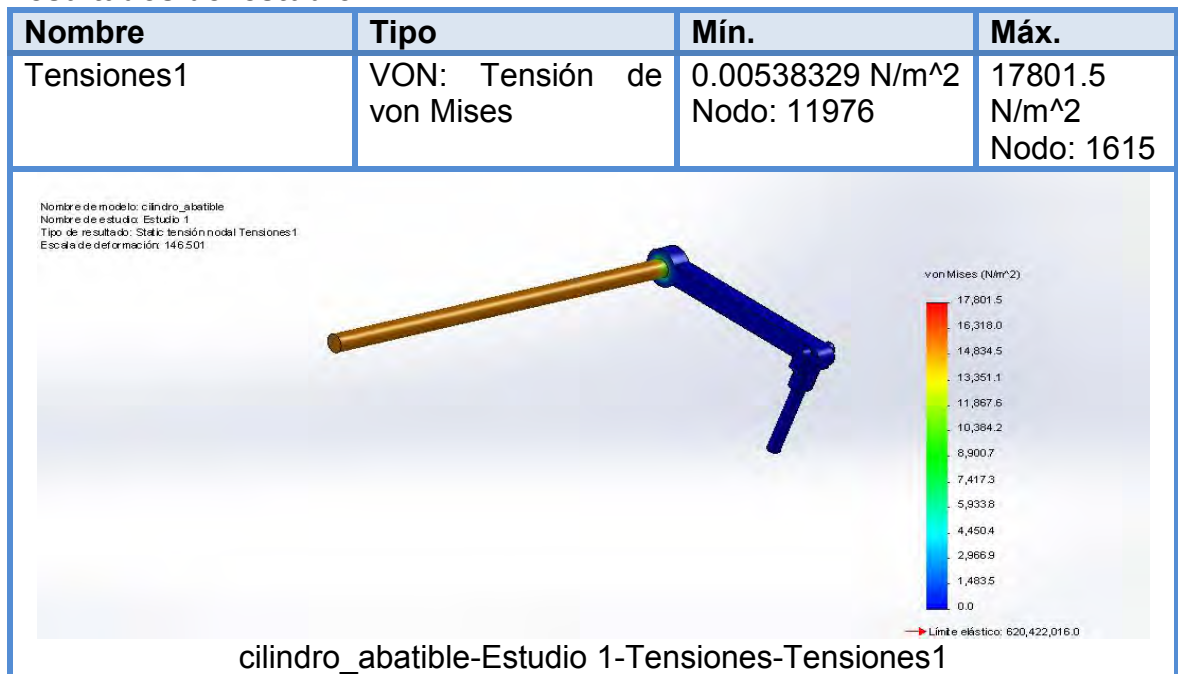 Nombre
Tipo
Mín.
Máx.
Tensiones1
VON: Tensión de
von Mises
0.00538329 N/m^2
Nodo: 11976
17801.5
N/m^2
Nodo: 1615
Nombre de modelo: cilindro_abatible
Nombre de estudio: Estudio 1
Tipo de resultado: Static tensión nodal Tensiones1
Escala de deformación: 146.501
von Mises (N/m^2)
17,801.5
16,318.0
14,834.5
13,351.1
11,867.6
10,384.2
8,900.7
7,417.3
5,933.8
4,450.4
2,966.9
1,483.5
0.0
Límite elástico: 620,422,016.0
cilindro_abatible-Estudio 1-Tensiones-Tensiones1